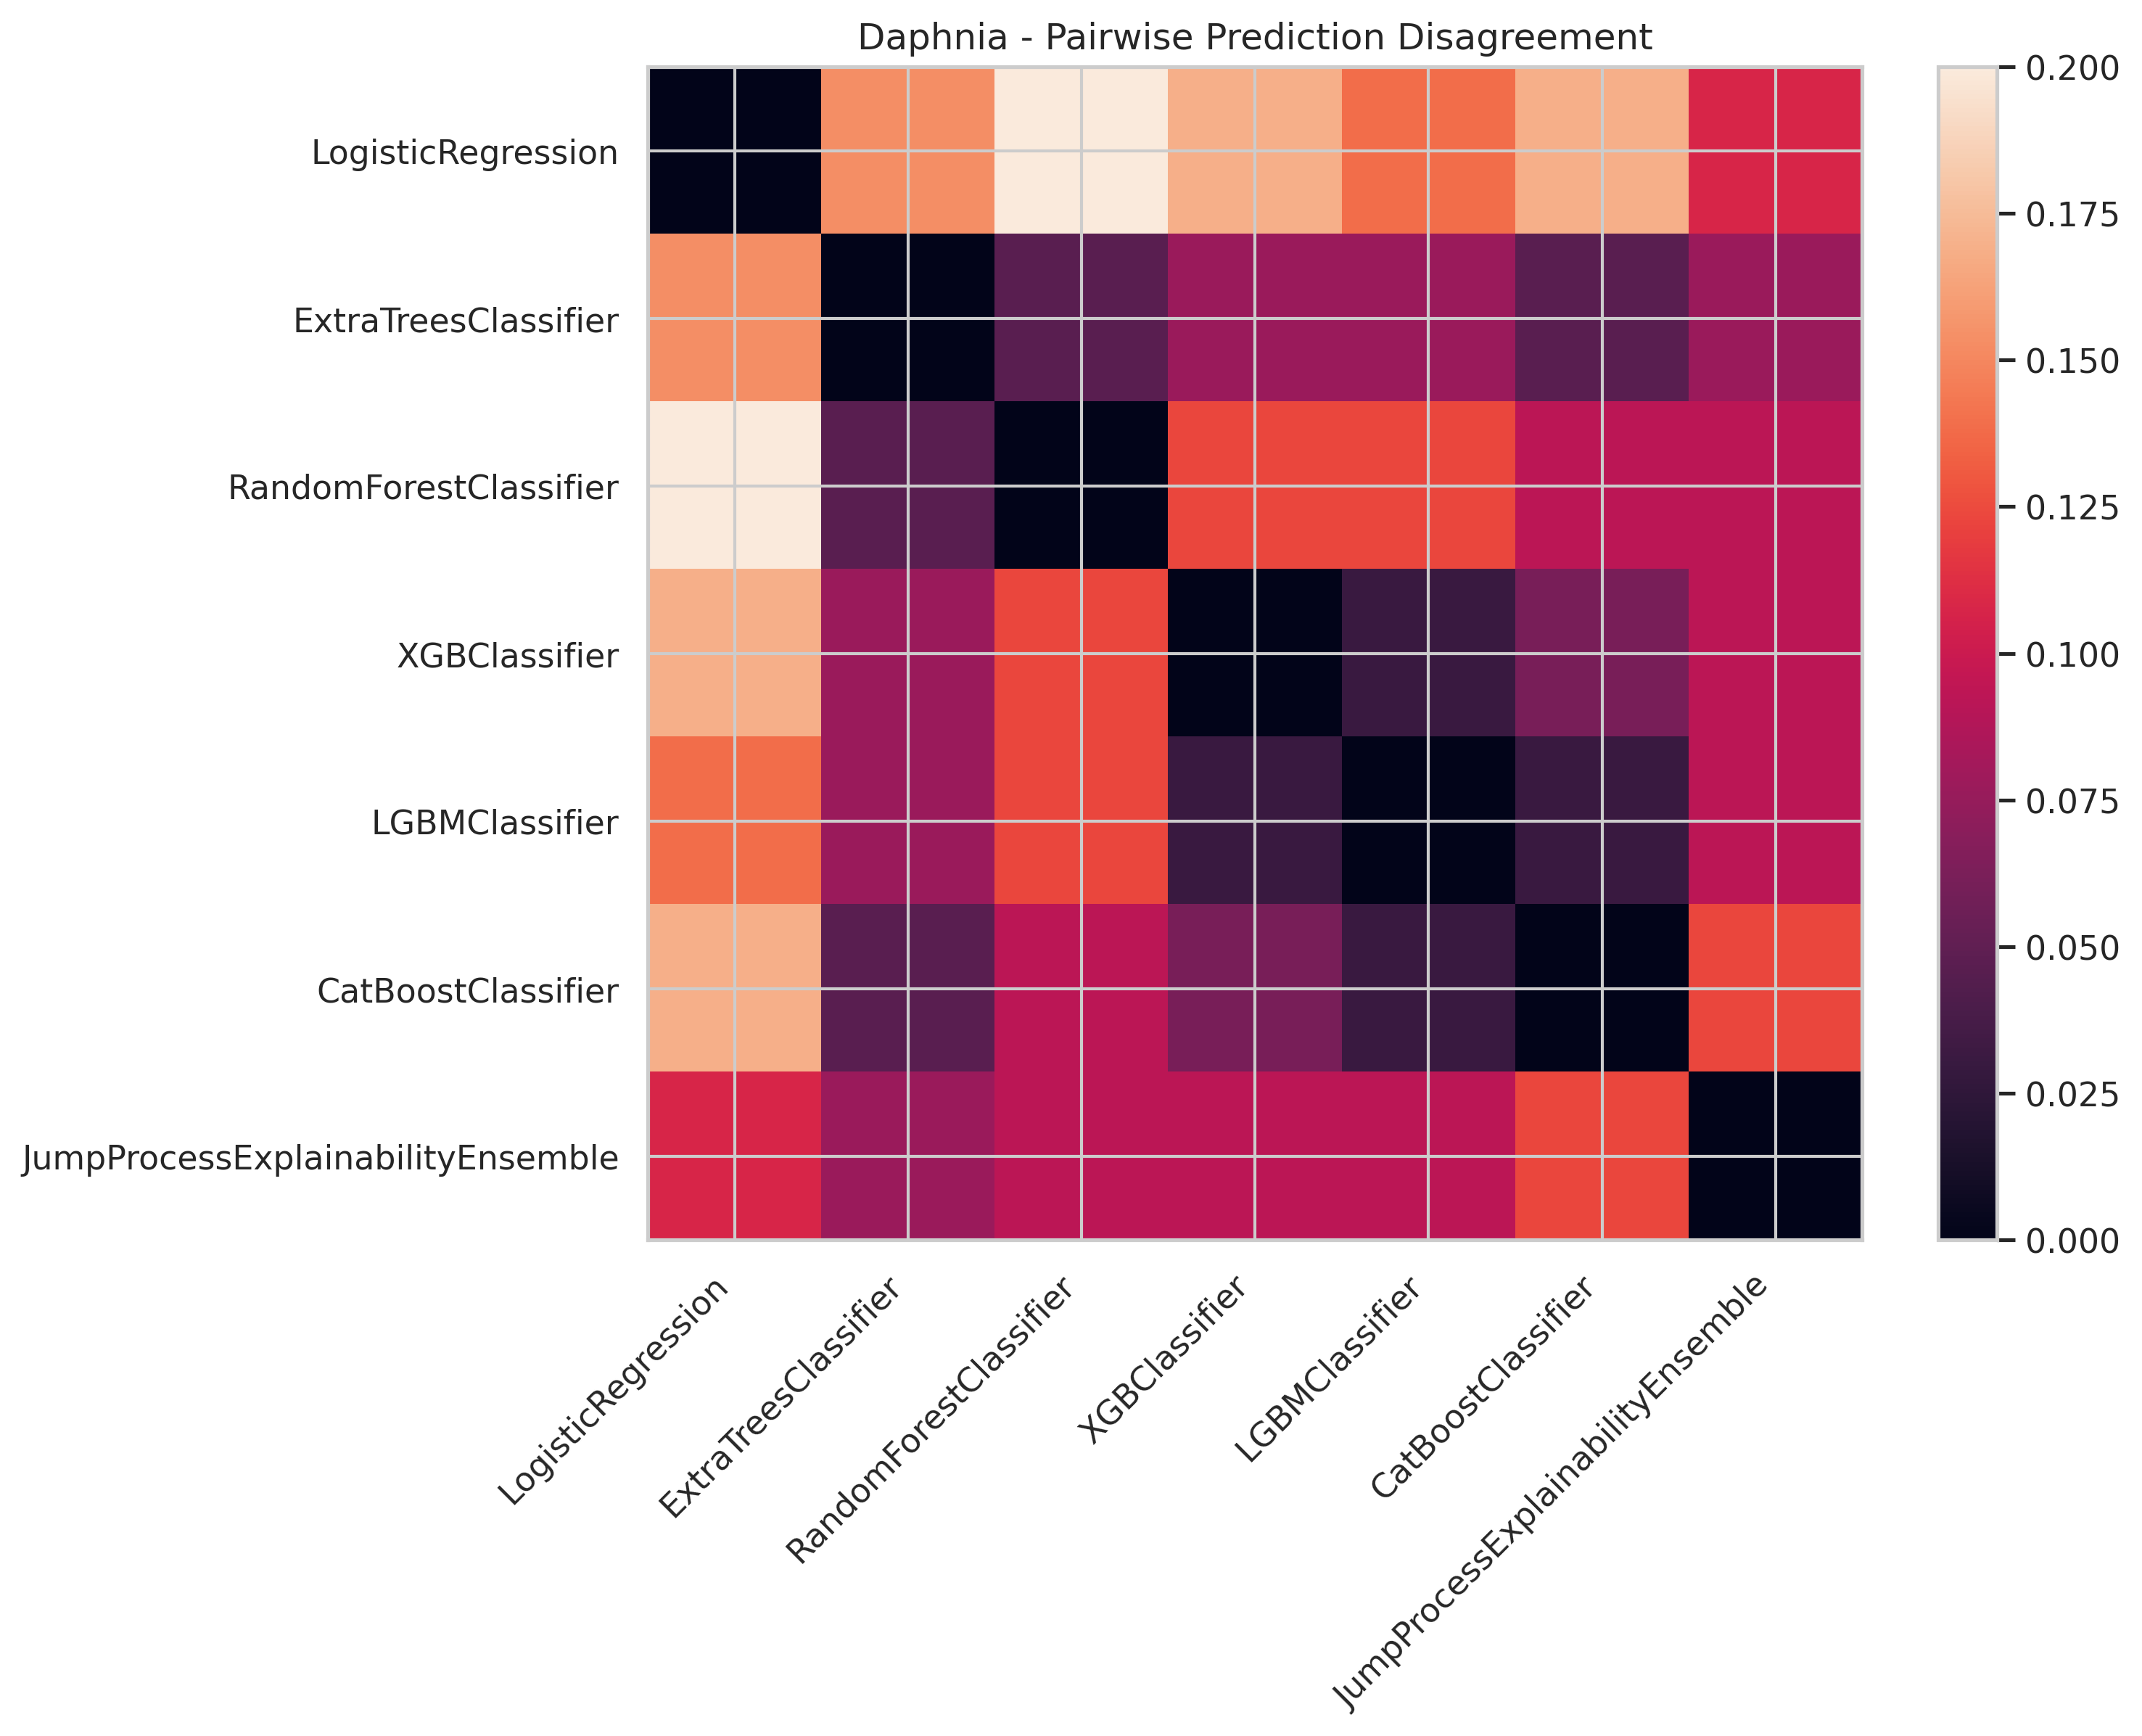 Daphnia - Pairwise Prediction Disagreement
LogisticRegression
ExtraTreesClassifier
RandomForestClassifier
XGBClassifier
LGBMClassifier
CatBoostClassifier
JumpProcessExplainabilityEnsemble
0.200
0.175
0.150
0.125
0.100
0.075
0.050
0.025
0.000
LogisticRegression
ExtraTreesClassifier
RandomForestClassifier
XGBClassifier
LGBMClassifier
CatBoostClassifier
JumpProcessExplainabilityEnsemble